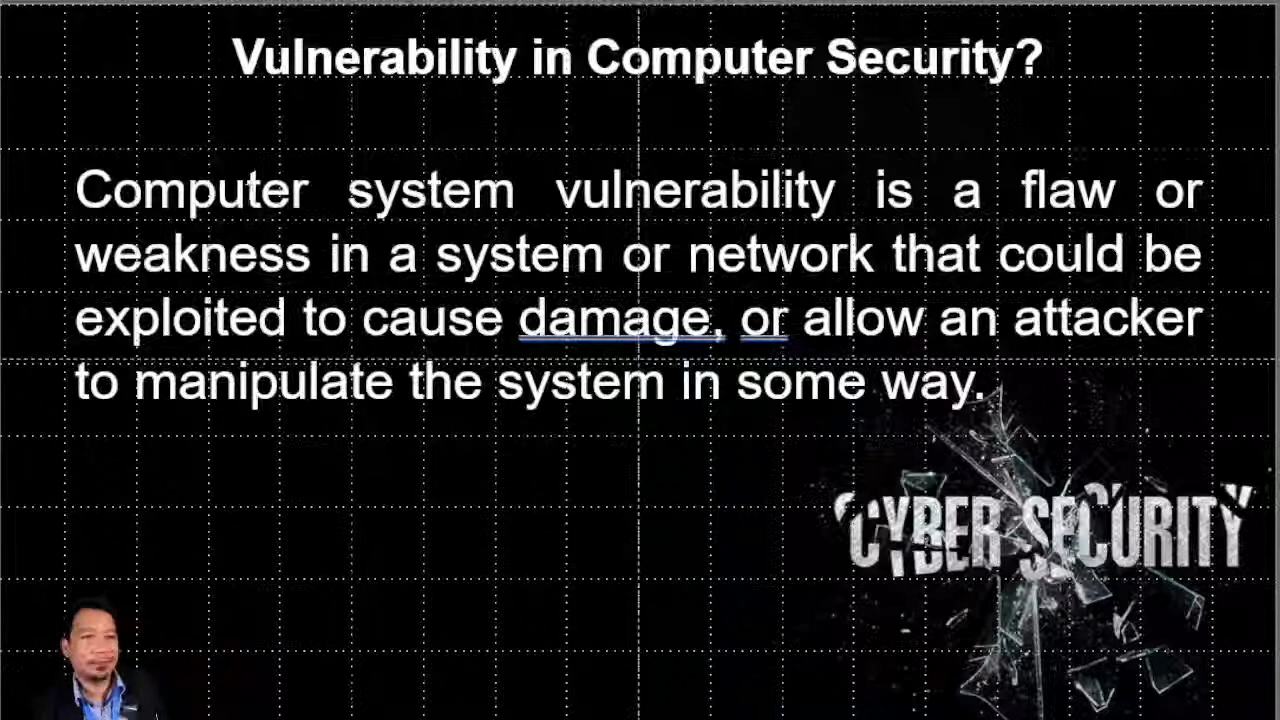 Vulnerability in Computer Security?
Computer system vulnerability is a flaw or
weakness in a system or network that could be
exploited to cause damage, or allow an attacker
to manipulate the system in some way.
CYBER SECURITY